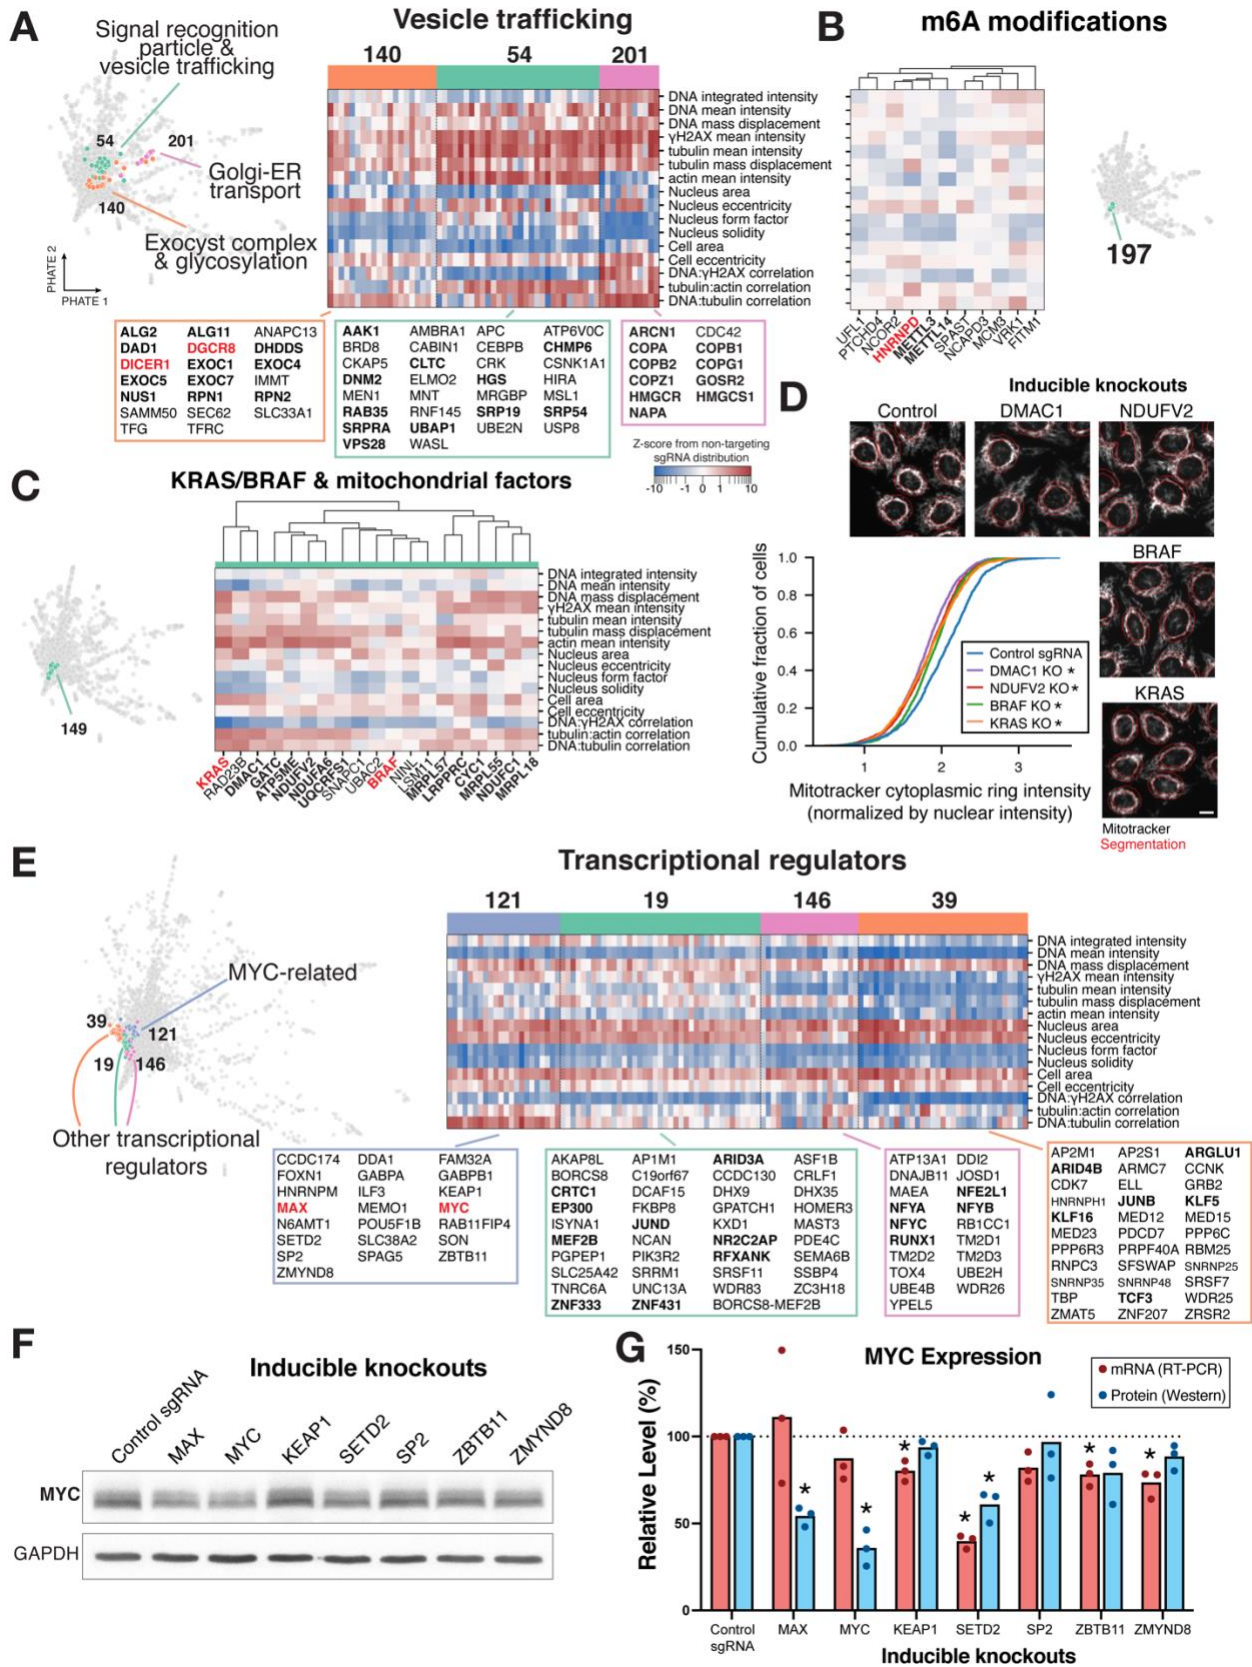 A
Signal recognition
particle &
vesicle trafficking
54
201
Golgi-ER
transport
140
Exocyst complex
& glycosylation
PHATE 2
PHATE 1
Vesicle trafficking
140 54 201
DNA integrated intensity
DNA mean intensity
DNA mass displacement
γH2AX mean intensity
tubulin mean intensity
tubulin mass displacement
actin mean intensity
Nucleus area
Nucleus eccentricity
Nucleus form factor
Nucleus solidity
Cell area
Cell eccentricity
DNA:γH2AX correlation
tubulin:actin correlation
DNA:tubulin correlation
ALG2 ALG11 ANAPC13
DAD1 DGCR8 DHDDS
DICER1 EXOC1 EXOC4
EXOC5 EXOC7 IMMT
NUS1 RPN1 RPN2
SAMM50 SEC62 SLC33A1
TFG TFRC
AAK1 AMBRA1 APC ATP6V0C
BRD8 CABIN1 CEBPB CHMP6
CKAP5 CLTC CRK CSNK1A1
DNM2 ELMO2 HGS HIRA
MEN1 MNT MRGBP MSL1
RAB35 RNF145 SRP19 SRP54
SRPRA UBAP1 UBE2N USP8
VPS28 WASL
ARCN1 CDC42
COPA COPB1
COPB2 COPG1
COPZ1 GOSR2
HMGCR HMGCS1
NAPA
Z-score from non-targeting
sgRNA distribution
-10 -1 0 1 10
B
m6A modifications
UFL1
PTCHD4
NCOR2
HNRNPD
METTL3
METTL14
SPAST
NCAPD3
MCM3
VRK1
FITM1
197
C
KRAS/BRAF & mitochondrial factors
149
DNA integrated intensity
DNA mean intensity
DNA mass displacement
γH2AX mean intensity
tubulin mean intensity
tubulin mass displacement
actin mean intensity
Nucleus area
Nucleus eccentricity
Nucleus form factor
Nucleus solidity
Cell area
Cell eccentricity
DNA:γH2AX correlation
tubulin:actin correlation
DNA:tubulin correlation
KRAS
RAD23B
DMAC1
GATC
ATP5ME
NDUFV2
NDUFA6
UQCRFS1
SNAPC1
UBAC2
BRAF
NINL
LSM11
MRPL57
LRPPRC
CYC1
MRPL55
NDUFC1
MRPL18
D
Inducible knockouts
Control DMAC1 NDUFV2
BRAF
KRAS
Mitotracker
Segmentation
Cumulative fraction of cells
1.0
0.8
0.6
0.4
0.2
0.0
1 2 3
Control sgRNA
DMAC1 KO *
NDUFV2 KO *
BRAF KO *
KRAS KO *
Mitotracker cytoplasmic ring intensity
(normalized by nuclear intensity)
E
Transcriptional regulators
MYC-related
39
121
19
146
Other transcriptional
regulators
121 19 146 39
DNA integrated intensity
DNA mean intensity
DNA mass displacement
γH2AX mean intensity
tubulin mean intensity
tubulin mass displacement
actin mean intensity
Nucleus area
Nucleus eccentricity
Nucleus form factor
Nucleus solidity
Cell area
Cell eccentricity
DNA:γH2AX correlation
tubulin:actin correlation
DNA:tubulin correlation
CCDC174 DDA1 FAM32A
FOXN1 GABPA GABPB1
HNRNPM ILF3 KEAP1
MAX MEMO1 MYC
N6AMT1 POU5F1B RAB11FIP4
SETD2 SLC38A2 SON
SP2 SPAG5 ZBTB11
ZMYND8
AKAP8L AP1M1 ARID3A ASF1B
BORCS8 C19orf67 CCDC130 CRLF1
CRTC1 DCAF15 DHX9 DHX35
EP300 FKBP8 GPATCH1 HOMER3
ISYNA1 JUND KXD1 MAST3
MEF2B NCAN NR2C2AP PDE4C
PGPEP1 PIK3R2 RFXANK SEMA6B
SLC25A42 SRRM1 SRSF11 SSBP4
TNRC6A UNC13A WDR83 ZC3H18
ZNF333 ZNF431 BORCS8-MEF2B
ATP13A1 DDI2
DNAJB11 JOSD1
MAEA NFE2L1
NFYA NFYB
NFYC RB1CC1
RUNX1 TM2D1
TM2D2 TM2D3
TOX4 UBE2H
UBE4B WDR26
YPEL5
AP2M1 AP2S1 ARGLU1
ARID4B ARMC7 CCNK
CDK7 ELL GRB2
HNRNPH1 JUNB KLF5
KLF16 MED12 MED15
MED23 PDCD7 PPP6C
PPP6R3 PRPF40A RBM25
RNPC3 SFSWAP SNRNP25
SNRNP35 SNRNP48 SRSF7
TBP TCF3 WDR25
ZMAT5 ZNF207 ZRSR2
F
Inducible knockouts
Control sgRNA
MAX
MYC
KEAP1
SETD2
SP2
ZBTB11
ZMYND8
MYC
GAPDH
G
MYC Expression
mRNA (RT-PCR)
Protein (Western)
Relative Level (%)
150
100
50
0
* * * * * * *
Control
sgRNA
MAX MYC KEAP1 SETD2 SP2 ZBTB11 ZMYND8
Inducible knockouts